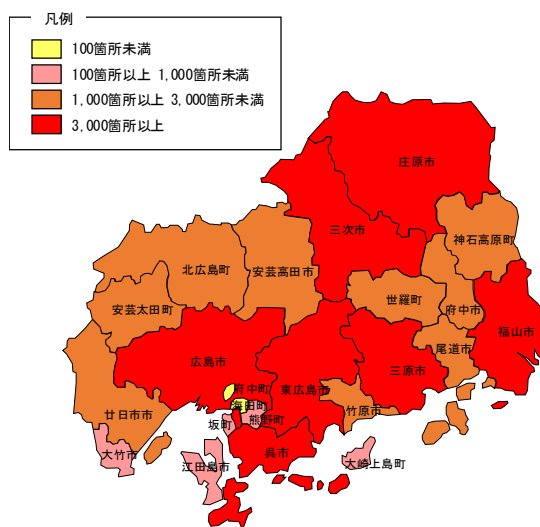 凡例
100箇所未満
100箇所以上 1,000箇所未満
1,000箇所以上 3,000箇所未満
3,000箇所以上
庄原市
三次市
神石高原町
北広島町
安芸高田市
世羅町
府中市
安芸太田町
福山市
尾道市
広島市
三原市
府中町
東広島市
海田町
竹原市
廿日市市
熊野町
坂町
呉市
大竹市
江田島市
大崎上島町